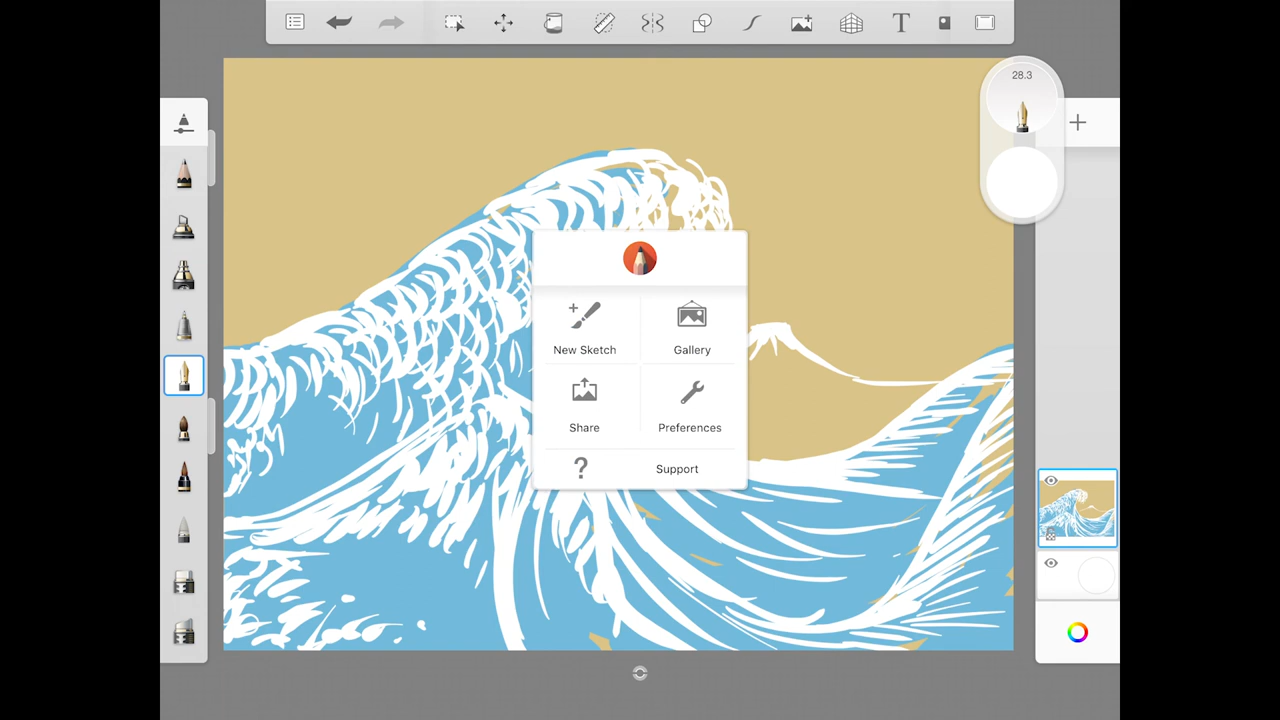 T
28.3
New Sketch
Gallery
Share
Preferences
?
Support